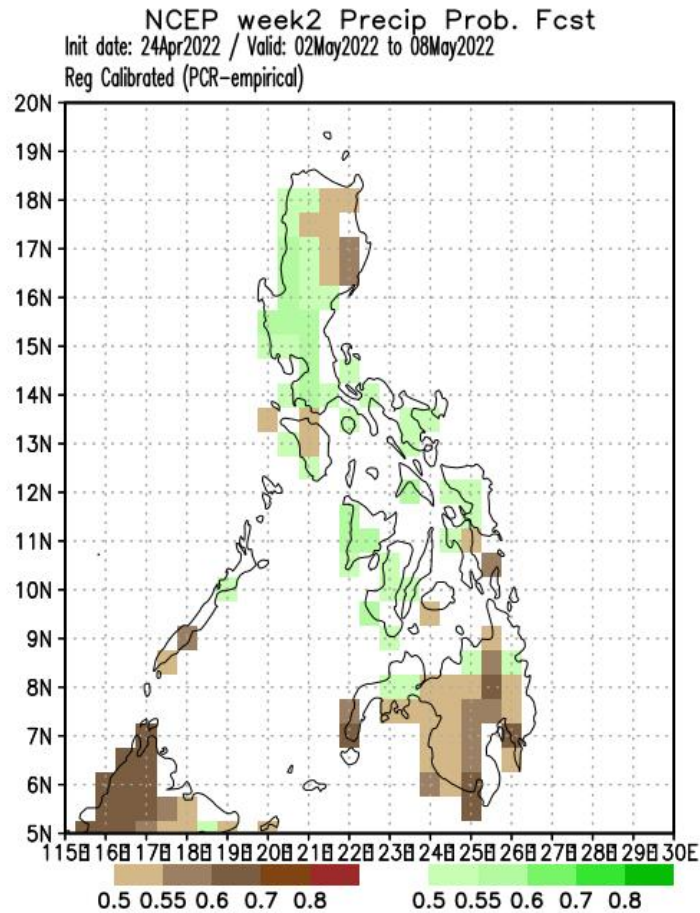 NCEP week2 Precip Prob. Fcst
Init date: 24Apr2022 / Valid: 02May2022 to 08May2022
Reg Calibrated (PCR-empirical)
20N
19N
18N
17N
16N
15N
14N
13N
12N
11N
10N
9N
8N
7N
6N
5N
0.5 0.55 0.6 0.7 0.8 0.5 0.55 0.6 0.7 0.8